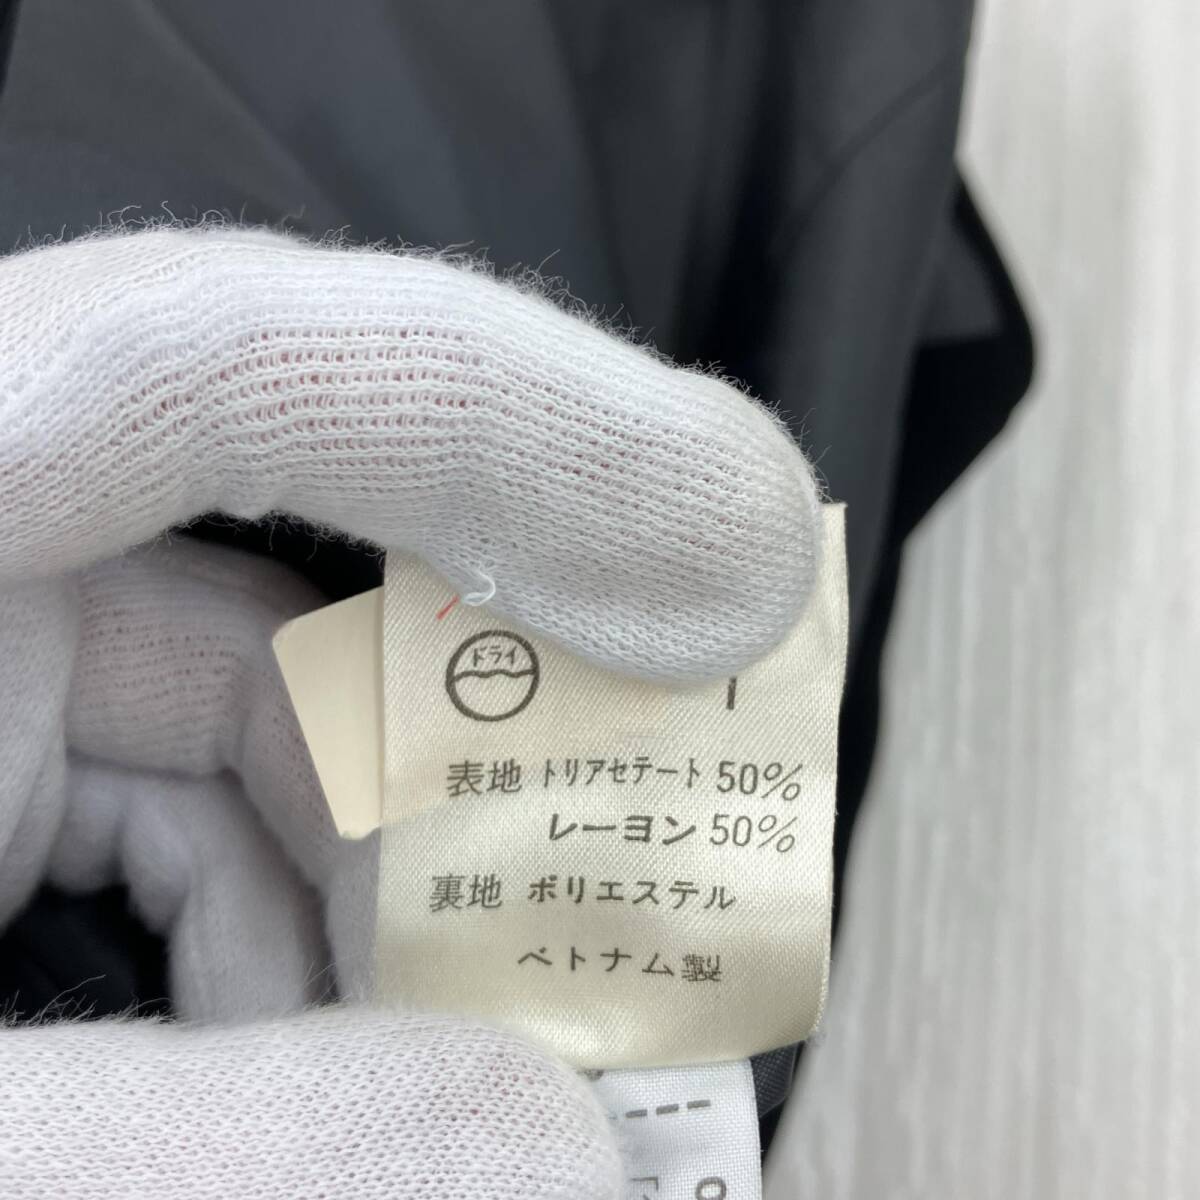 ドライ
表地 トリアセテート 50%
レーヨン 50%
裏地 ポリエステル
ベトナム製